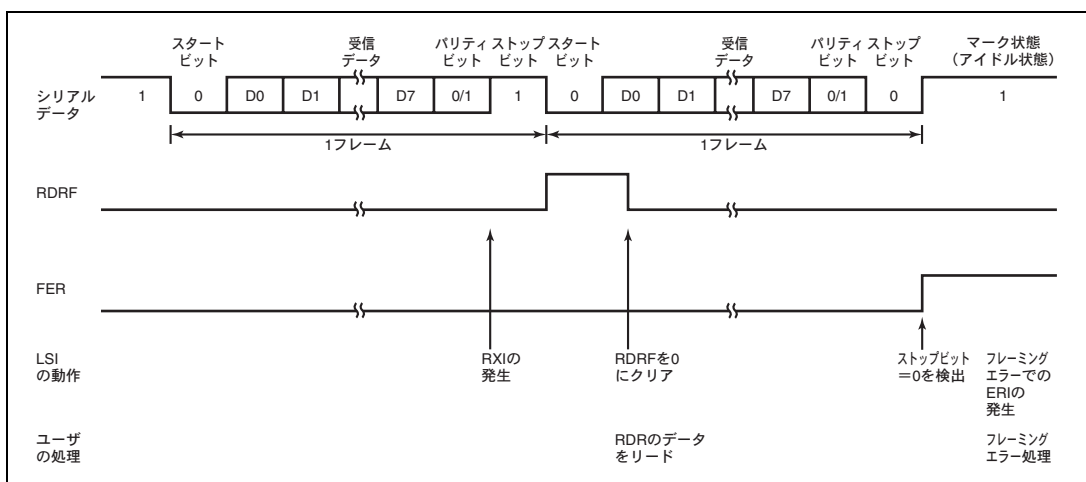 スタート
ビット
受信
データ
パリティ
ビット
ストップ
ビット
スタート
ビット
受信
データ
パリティ
ビット
ストップ
ビット
マーク状態
(アイドル状態)
シリアル
データ
1 0 D0 D1 D7 0/1 1 0 D0 D1 D7 0/1 0 1
1フレーム 1フレーム
RDRF
FER
LSI
の動作
RXIの
発生
RDRFを0
にクリア
ストップビット
=0を検出
フレーミング
エラーでの
ERIの
発生
ユーザ
の処理
RDRのデータ
をリード
フレーミング
エラー処理